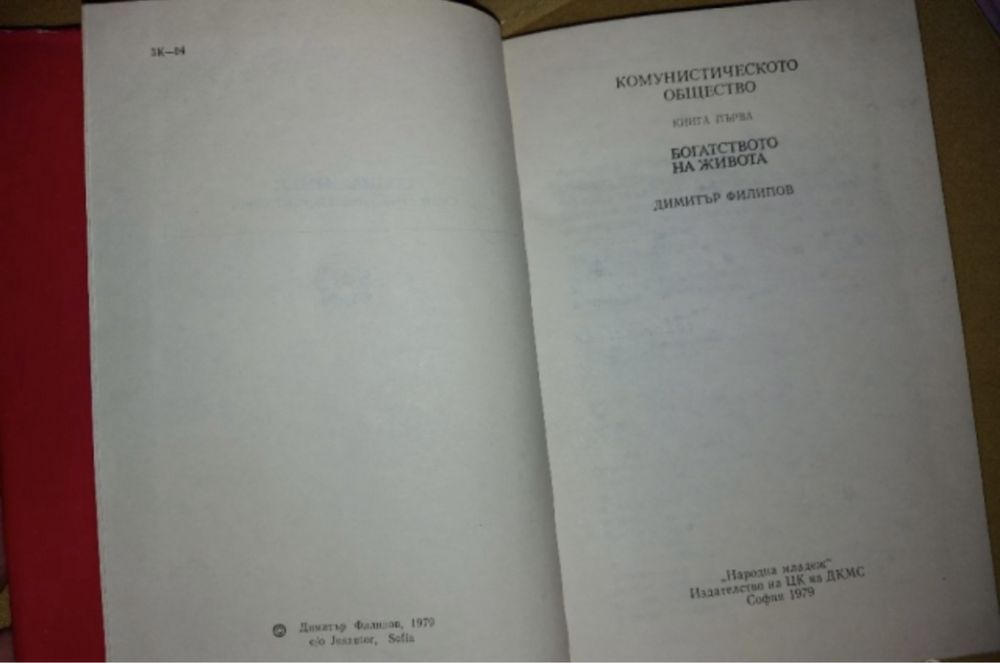 3К—04
© Димитър Филипов, 1979
c/o Jusautor, Sofia
КОМУНИСТИЧЕСКОТО
ОБЩЕСТВО
КНИГА ПЪРВА
БОГАТСТВОТО
НА ЖИВОТА
ДИМИТЪР ФИЛИПОВ
„Народна младеж“
Издателство на ЦК на ДКМС
София 1979